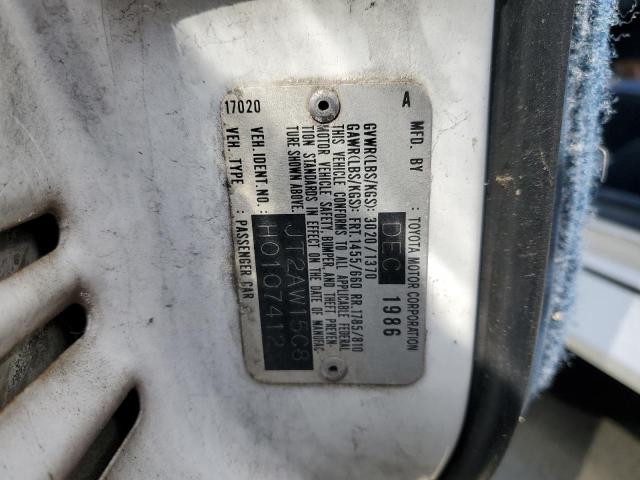 A
MFD. BY : TOYOTA MOTOR CORPORATION
DEC 1986
GVWR(LBS/KGS): 3020/1370
GAWR(LBS/KGS): FRT.1455/660 RR.1785/810
THIS VEHICLE CONFORMS TO ALL APPLICABLE FEDERAL
MOTOR VEHICLE SAFETY, BUMPER, AND THEFT PREVEN-
TION STANDARDS IN EFFECT ON THE DATE OF MANUFAC-
TURE SHOWN ABOVE.
VEH. IDENT. NO. : JT2AW15C8
H0107412
VEH. TYPE. : PASSENGER CAR
17020